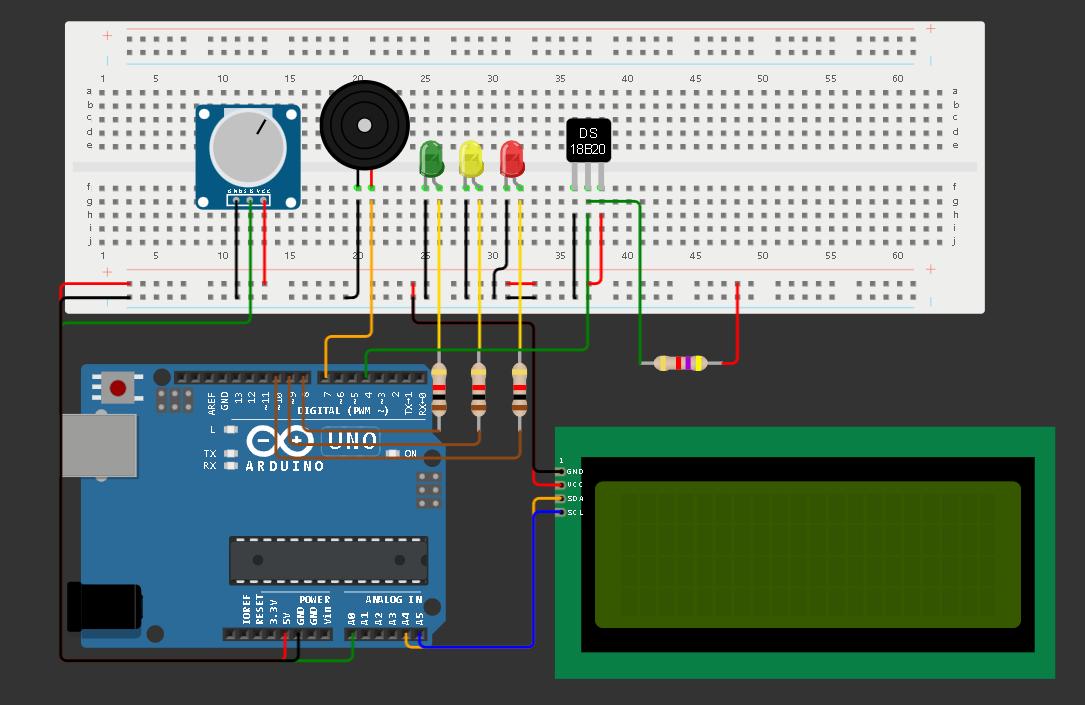 1 5 10 15 20 25 30 35 40 45 50 55 60
a a
b b
c c
d d
e e
DS
18B20
GND SIG VCC
f f
g g
h h
i i
j j
1 5 10 15 20 25 30 35 40 45 50 55 60
AREF GND 13 12 ~11 ~10 ~9 8 7 ~6 ~5 4 ~3 2 TX→1 RX←0
DIGITAL (PWM ~)
L
UNO
TX ON
RX ARDUINO
1
GND
VCC
SDA
SCL
POWER ANALOG IN
IOREF RESET 3.3V 5V GND GND Vin A0 A1 A2 A3 A4 A5